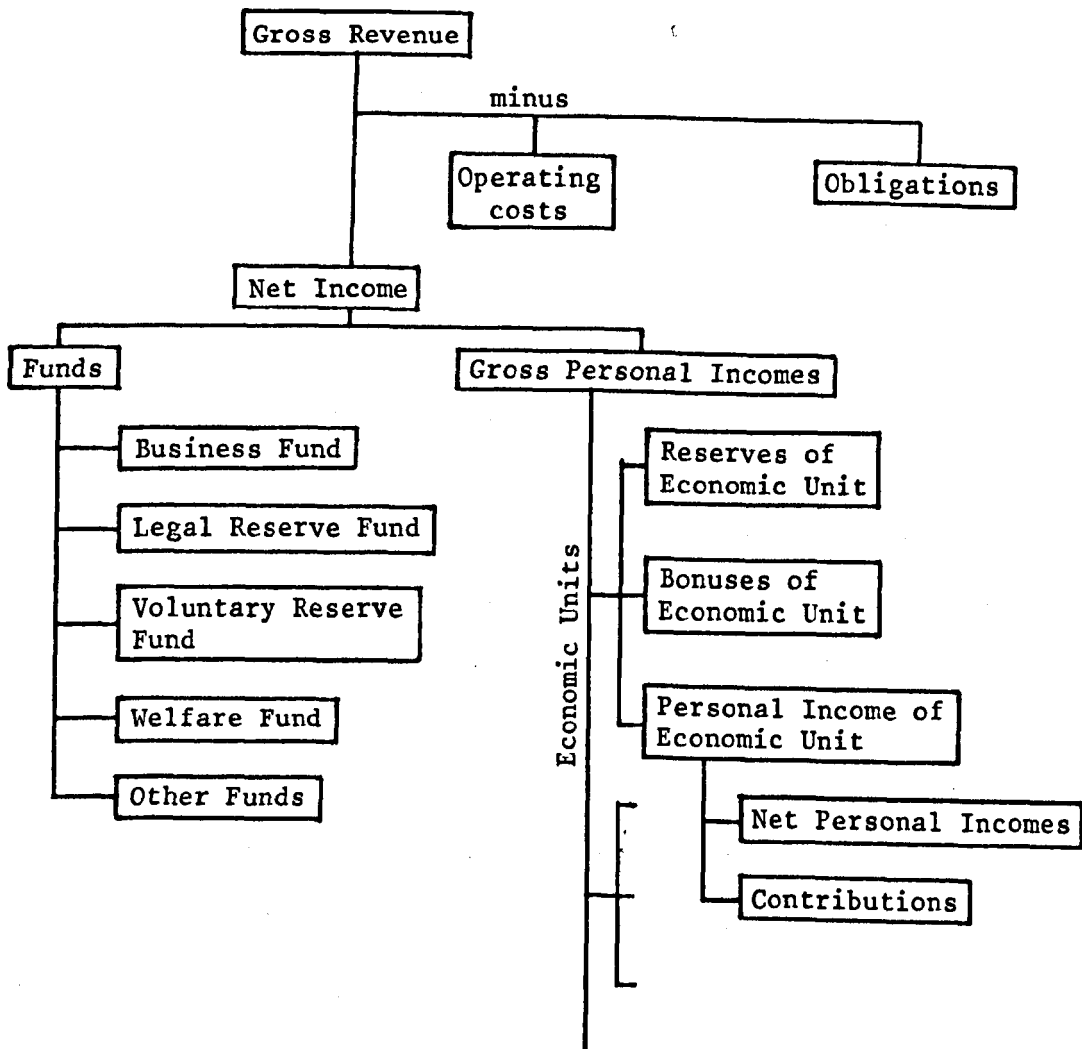 Gross Revenue
minus
Operating
costs
Obligations
Net Income
Funds
Gross Personal Incomes
Business Fund
Legal Reserve Fund
Voluntary Reserve
Fund
Welfare Fund
Other Funds
Economic Units
Reserves of
Economic Unit
Bonuses of
Economic Unit
Personal Income of
Economic Unit
Net Personal Incomes
Contributions